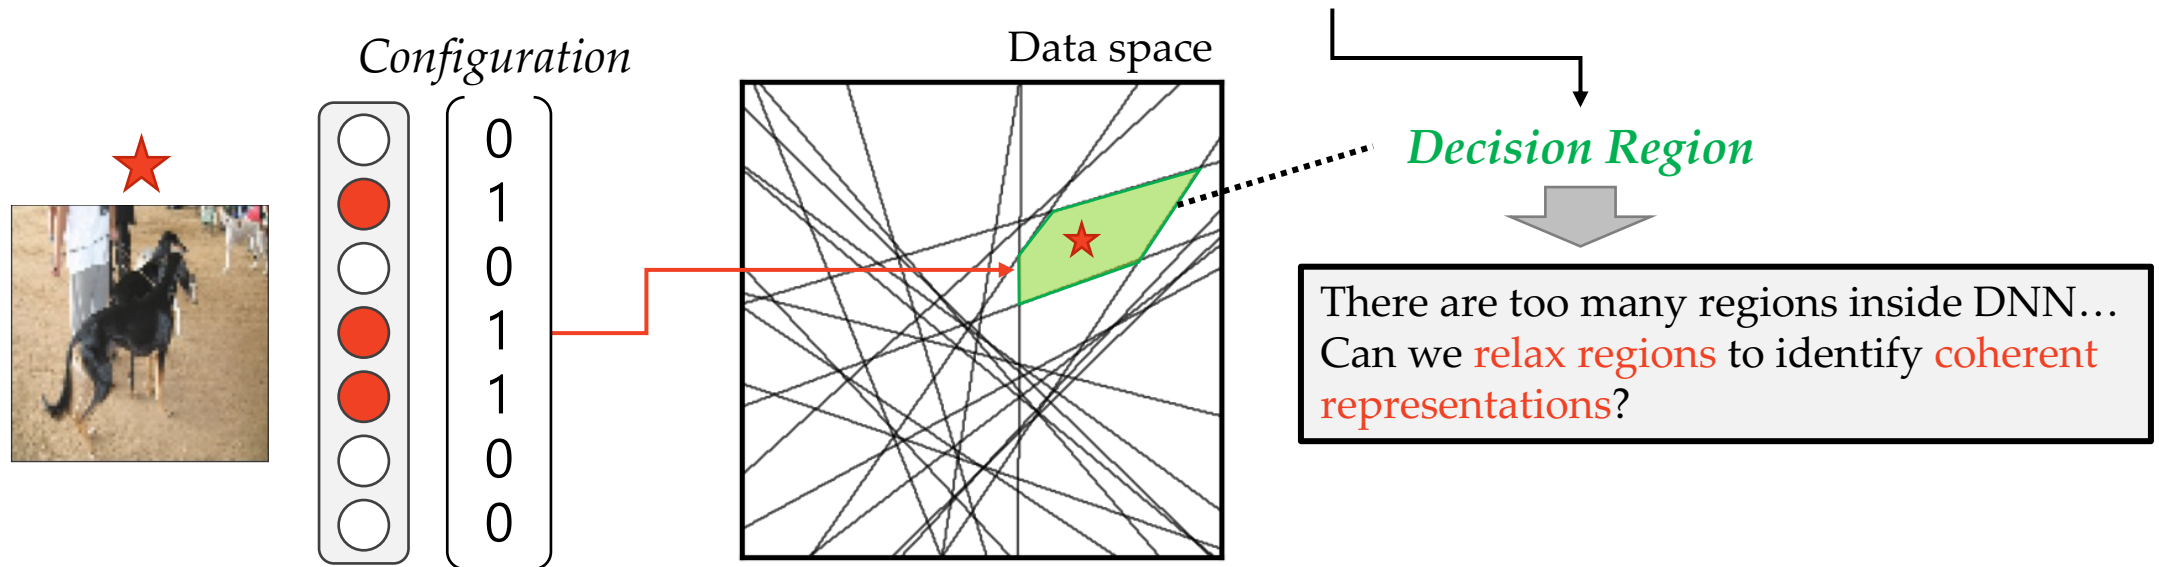 Configuration
0
1
0
1
1
0
0
Data space
Decision Region
There are too many regions inside DNN…
Can we relax regions to identify coherent
representations?